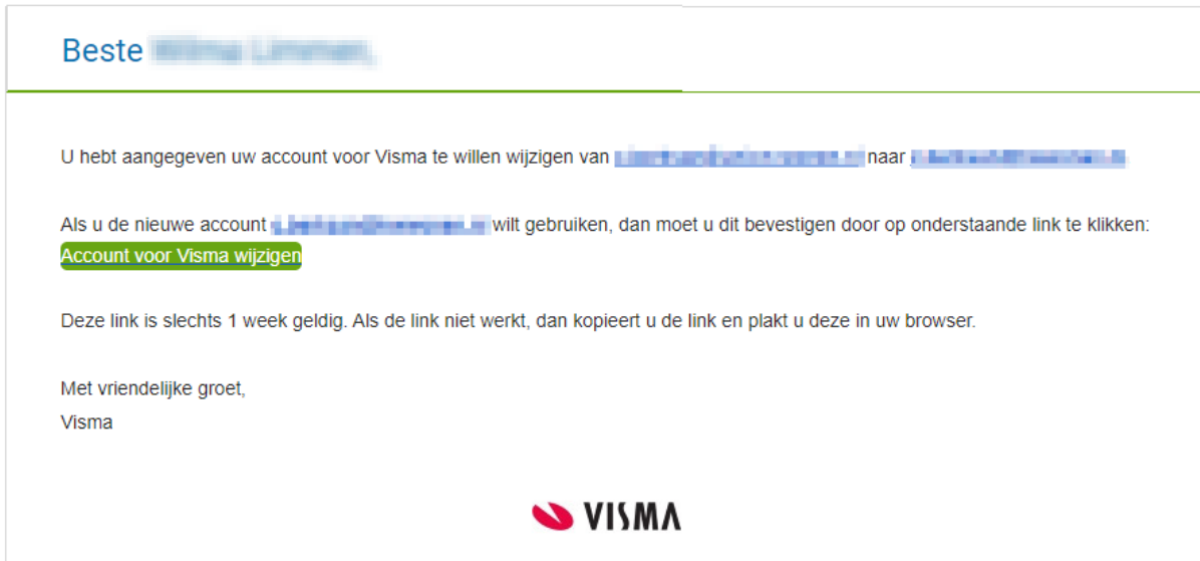 Beste
U hebt aangegeven uw account voor Visma te willen wijzigen van naar
Als u de nieuwe account wilt gebruiken, dan moet u dit bevestigen door op onderstaande link te klikken:
Account voor Visma wijzigen
Deze link is slechts 1 week geldig. Als de link niet werkt, dan kopieert u de link en plakt u deze in uw browser.
Met vriendelijke groet,
Visma
VISMA